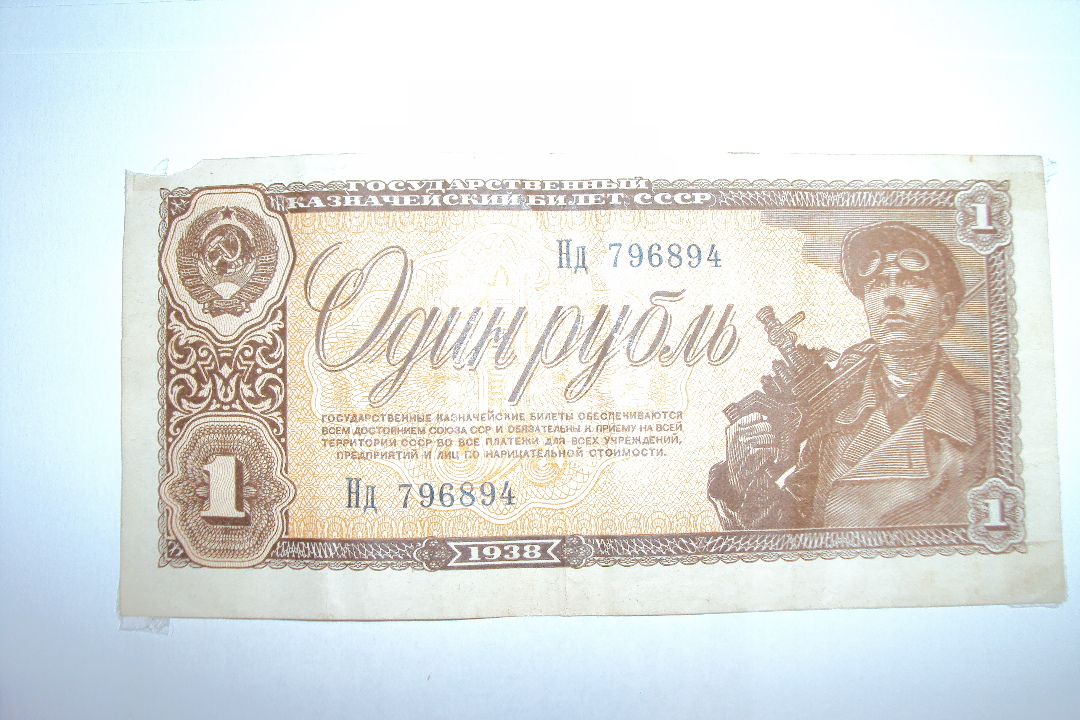 ГОСУДАРСТВЕННЫЙ
КАЗНАЧЕЙСКИЙ БИЛЕТ СССР
1
Нд 796894
Один рубль
ГОСУДАРСТВЕННЫЕ КАЗНАЧЕЙСКИЕ БИЛЕТЫ ОБЕСПЕЧИВАЮТСЯ
ВСЕМ ДОСТОЯНИЕМ СОЮЗА ССР И ОБЯЗАТЕЛЬНЫ К ПРИЕМУ НА ВСЕЙ
ТЕРРИТОРИИ СССР ВО ВСЕ ПЛАТЕЖИ ДЛЯ ВСЕХ УЧРЕЖДЕНИЙ,
ПРЕДПРИЯТИЙ И ЛИЦ ПО НАРИЦАТЕЛЬНОЙ СТОИМОСТИ.
1
Нд 796894
1
1938